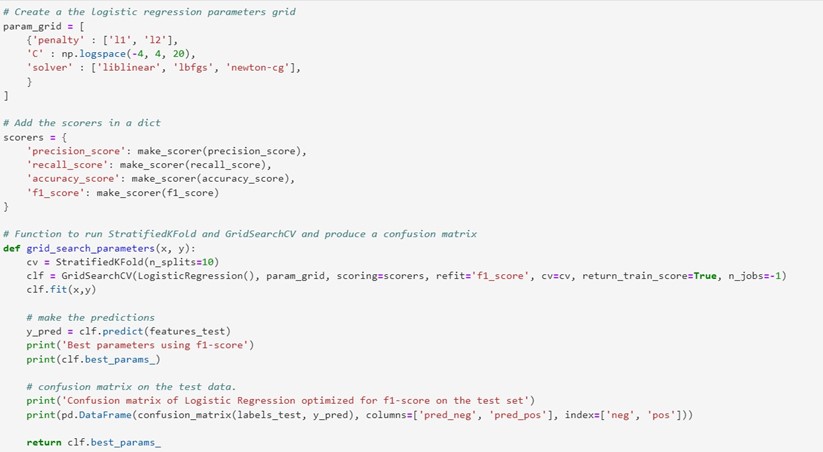 # Create a the logistic regression parameters grid
param_grid = [
    {'penalty' : ['l1', 'l2'],
    'C' : np.logspace(-4, 4, 20),
    'solver' : ['liblinear', 'lbfgs', 'newton-cg'],
    }
]

# Add the scorers in a dict
scorers = {
    'precision_score': make_scorer(precision_score),
    'recall_score': make_scorer(recall_score),
    'accuracy_score': make_scorer(accuracy_score),
    'f1_score': make_scorer(f1_score)
}

# Function to run StratifiedKFold and GridSearchCV and produce a confusion matrix
def grid_search_parameters(x, y):
    cv = StratifiedKFold(n_splits=10)
    clf = GridSearchCV(LogisticRegression(), param_grid, scoring=scorers, refit='f1_score', cv=cv, return_train_score=True, n_jobs=-1)
    clf.fit(x,y)

    # make the predictions
    y_pred = clf.predict(features_test)
    print('Best parameters using f1-score')
    print(clf.best_params_)

    # confusion matrix on the test data.
    print('Confusion matrix of Logistic Regression optimized for f1-score on the test set')
    print(pd.DataFrame(confusion_matrix(labels_test, y_pred), columns=['pred_neg', 'pred_pos'], index=['neg', 'pos']))

    return clf.best_params_